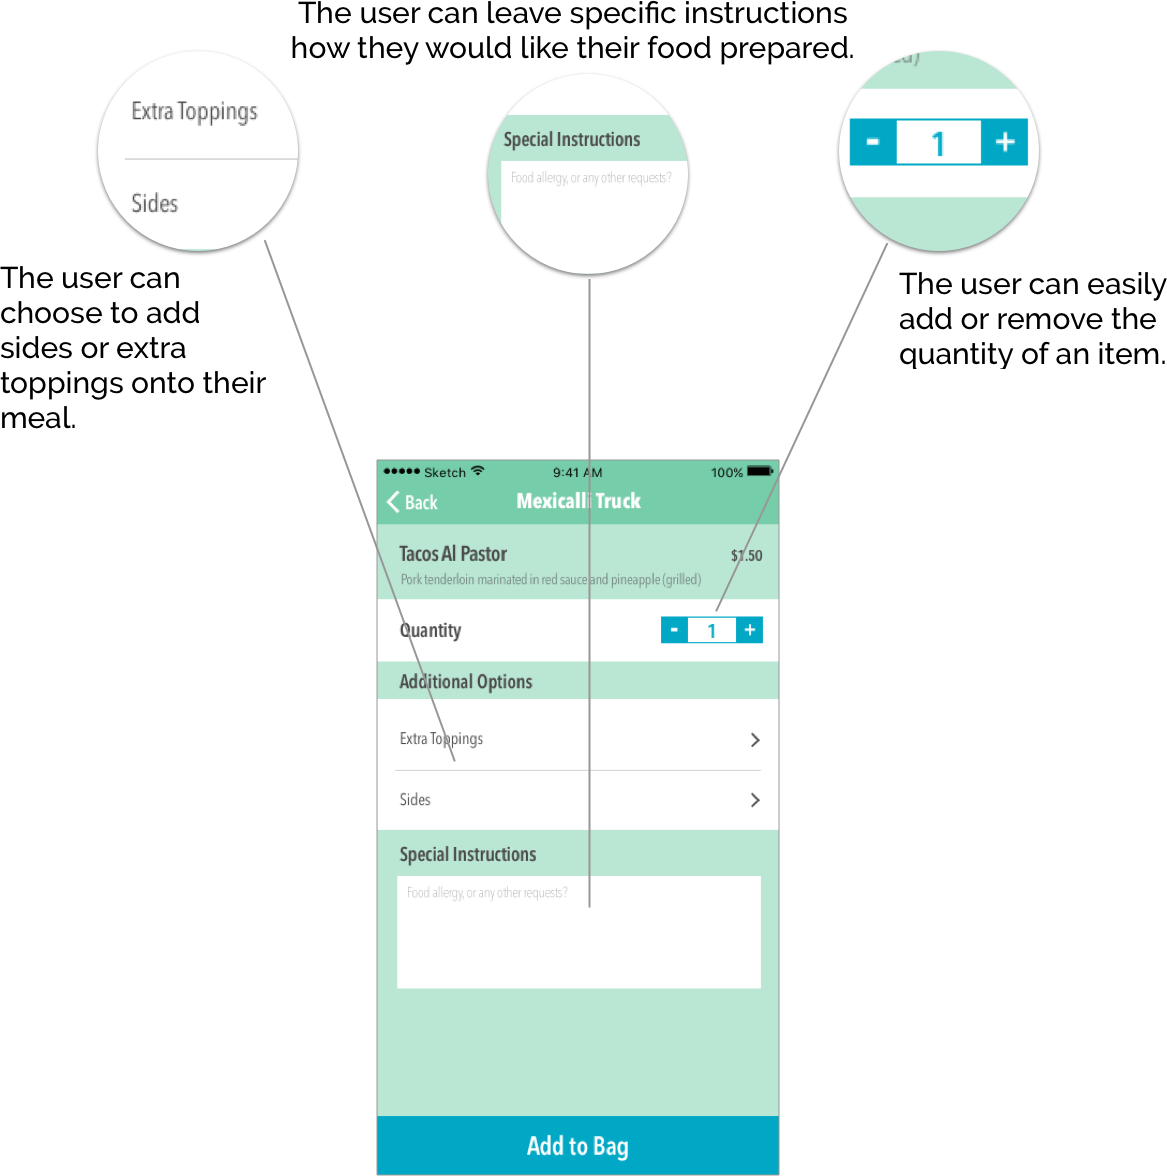 The user can leave specific instructions
how they would like their food prepared.
Extra Toppings
Sides
Special Instructions
Food allergy, or any other requests?
- 1 +
The user can
choose to add
sides or extra
toppings onto their
meal.
The user can easily
add or remove the
quantity of an item.
Sketch 9:41 AM 100%
Back Mexicalli Truck
Tacos Al Pastor $1.50
Pork tenderloin marinated in red sauce and pineapple (grilled)
Quantity - 1 +
Additional Options
Extra Toppings
Sides
Special Instructions
Food allergy, or any other requests?
Add to Bag